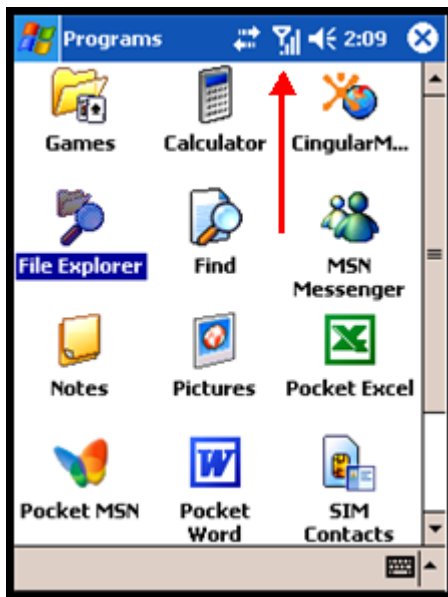 Programs 2:09
Games Calculator CingularM...
File Explorer Find MSN
Messenger
Notes Pictures Pocket Excel
Pocket MSN Pocket SIM
Word Contacts